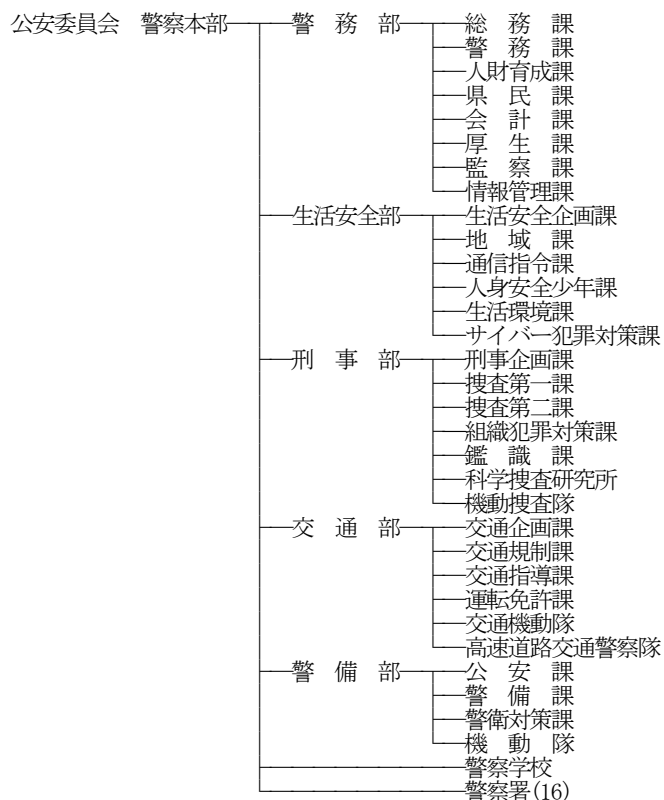 公安委員会 警察本部 警務部 総務課
警務課
人財育成課
県民課
会計課
厚生課
監察課
情報管理課
生活安全部 生活安全企画課
地域課
通信指令課
人身安全少年課
生活環境課
サイバー犯罪対策課
刑事部 刑事企画課
捜査第一課
捜査第二課
組織犯罪対策課
鑑識課
科学捜査研究所
機動捜査隊
交通部 交通企画課
交通規制課
交通指導課
運転免許課
交通機動隊
高速道路交通警察隊
警備部 公安課
警備課
警衛対策課
機動隊
警察学校
警察署(16)